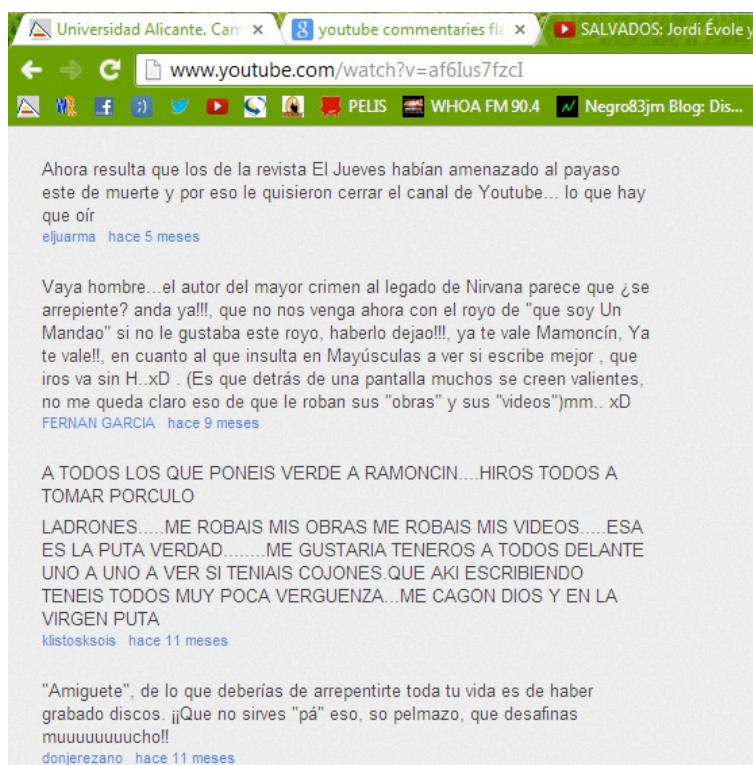 Universidad Alicante. Cam
youtube commentaries fla
SALVADOS: Jordi Évole y
www.youtube.com/watch?v=af6Ius7fzcI
PELIS
WHOA FM 90.4
Negro83jm Blog: Dis...
Ahora resulta que los de la revista El Jueves habían amenazado al payaso
este de muerte y por eso le quisieron cerrar el canal de Youtube... lo que hay
que oír
eljuarma hace 5 meses
Vaya hombre...el autor del mayor crimen al legado de Nirvana parece que ¿se
arrepiente? anda ya!!!, que no nos venga ahora con el royo de "que soy Un
Mandao" si no le gustaba este royo, haberlo dejao!!!, ya te vale Mamoncín, Ya
te vale!!, en cuanto al que insulta en Mayúsculas a ver si escribe mejor , que
iros va sin H..xD . (Es que detrás de una pantalla muchos se creen valientes,
no me queda claro eso de que le roban sus "obras" y sus "videos")mm.. xD
FERNAN GARCIA hace 9 meses
A TODOS LOS QUE PONEIS VERDE A RAMONCIN....HIROS TODOS A
TOMAR PORCULO
LADRONES.....ME ROBAIS MIS OBRAS ME ROBAIS MIS VIDEOS.....ESA
ES LA PUTA VERDAD........ME GUSTARIA TENEROS A TODOS DELANTE
UNO A UNO A VER SI TENIAIS COJONES.QUE AKI ESCRIBIENDO
TENEIS TODOS MUY POCA VERGUENZA...ME CAGON DIOS Y EN LA
VIRGEN PUTA
klistosksois hace 11 meses
"Amiguete", de lo que deberías de arrepentirte toda tu vida es de haber
grabado discos. ¡¡Que no sirves "pá" eso, so pelmazo, que desafinas
muuuuuuuucho!!
donjerezano hace 11 meses